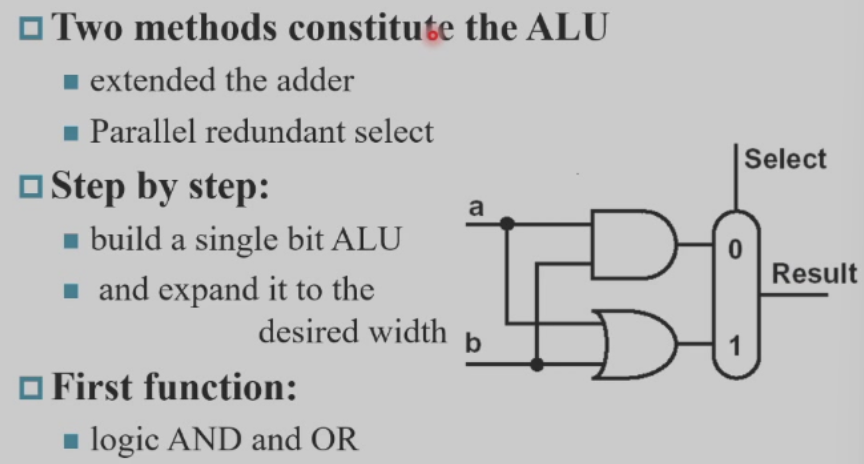 Two methods constitute the ALU
extended the adder
Parallel redundant select
Step by step:
build a single bit ALU
and expand it to the
desired width
First function:
logic AND and OR
Select
a
0
Result
b
1